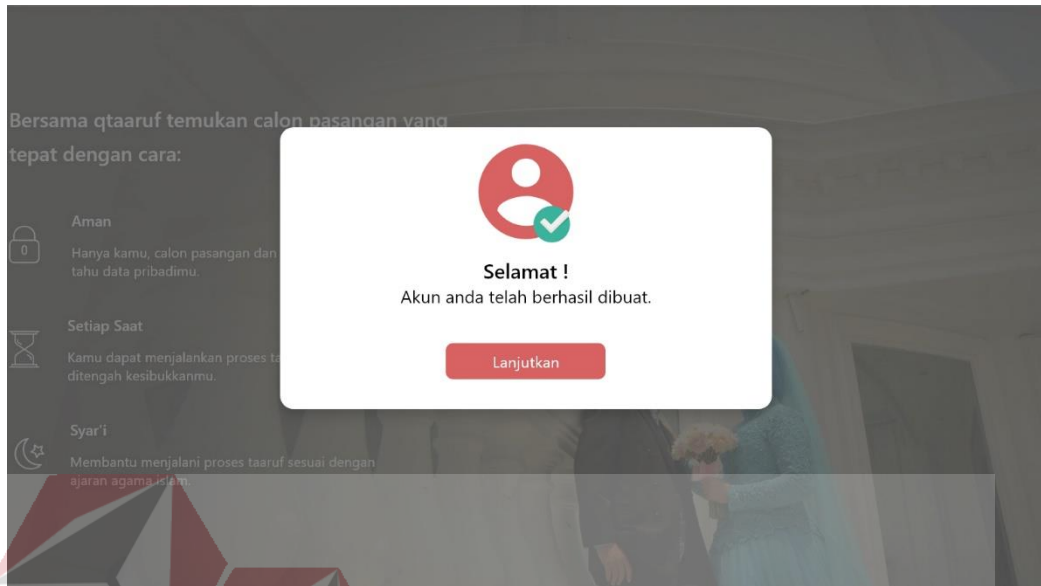 Bersama qtaaruf temukan calon pasangan yang
tepat dengan cara:
Aman
Hanya kamu, calon pasangan dan
tahu data pribadimu.
Setiap Saat
Kamu dapat menjalankan proses ta
ditengah kesibukkanmu.
Syar'i
Membantu menjalani proses taaruf sesuai dengan
ajaran agama islam.
Selamat !
Akun anda telah berhasil dibuat.
Lanjutkan